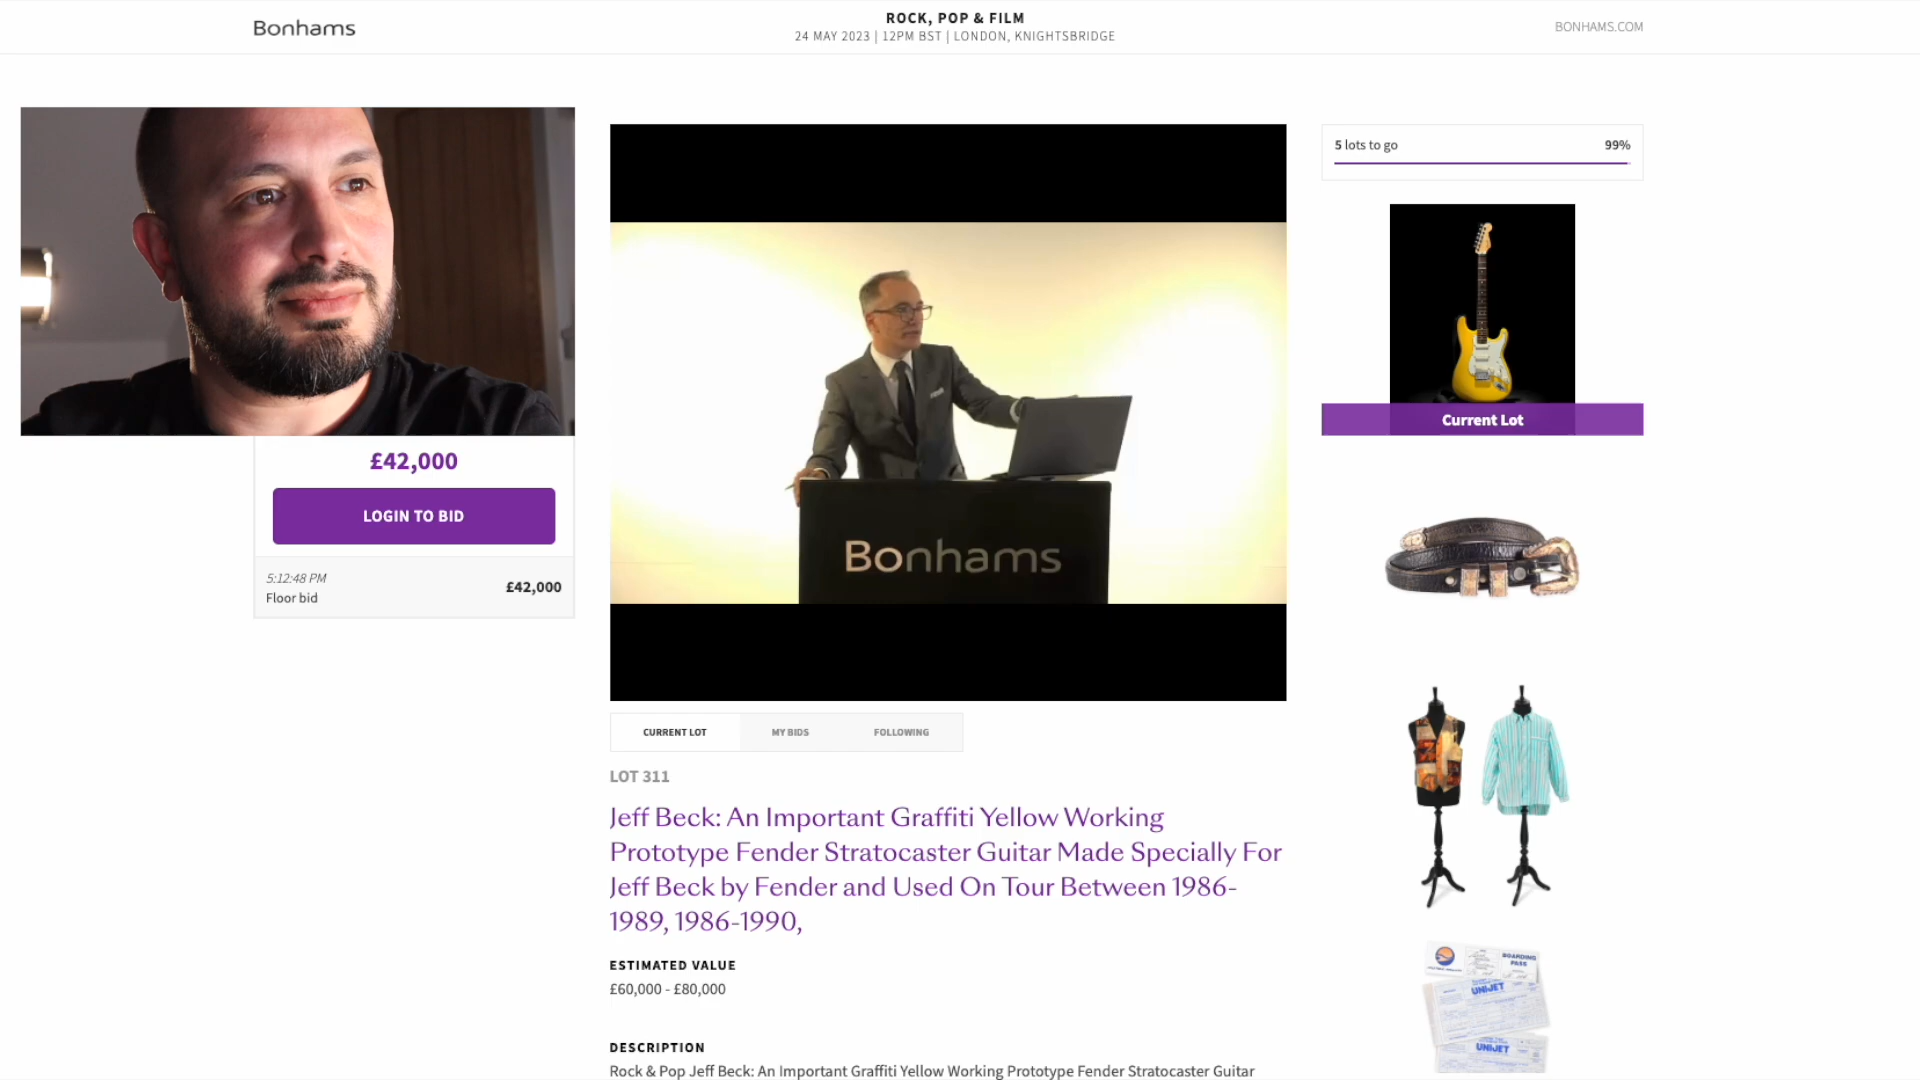 Bonhams
ROCK, POP & FILM
24 MAY 2023 | 12PM BST | LONDON, KNIGHTSBRIDGE
BONHAMS.COM
5 lots to go 99%
Current Lot
£42,000
LOGIN TO BID
5:12:48 PM
Floor bid
£42,000
Bonhams
CURRENT LOT MY BIDS FOLLOWING
LOT 311
Jeff Beck: An Important Graffiti Yellow Working
Prototype Fender Stratocaster Guitar Made Specially For
Jeff Beck by Fender and Used On Tour Between 1986-
1989, 1986-1990,
ESTIMATED VALUE
£60,000 - £80,000
DESCRIPTION
Rock & Pop Jeff Beck: An Important Graffiti Yellow Working Prototype Fender Stratocaster Guitar
BOARDING
PASS
UNIJET
UNIJET